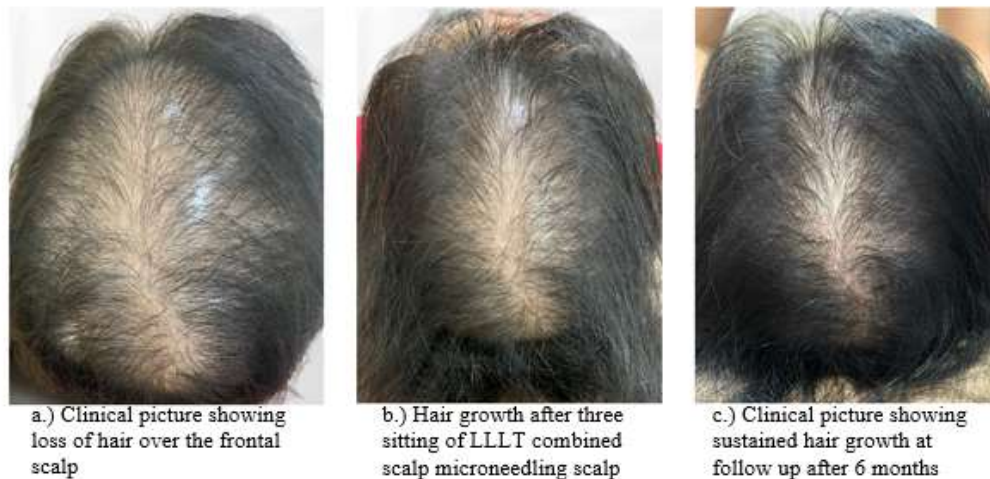 a.) Clinical picture showing
loss of hair over the frontal
scalp
b.) Hair growth after three
sitting of LLLT combined
scalp microneedling scalp
c.) Clinical picture showing
sustained hair growth at
follow up after 6 months